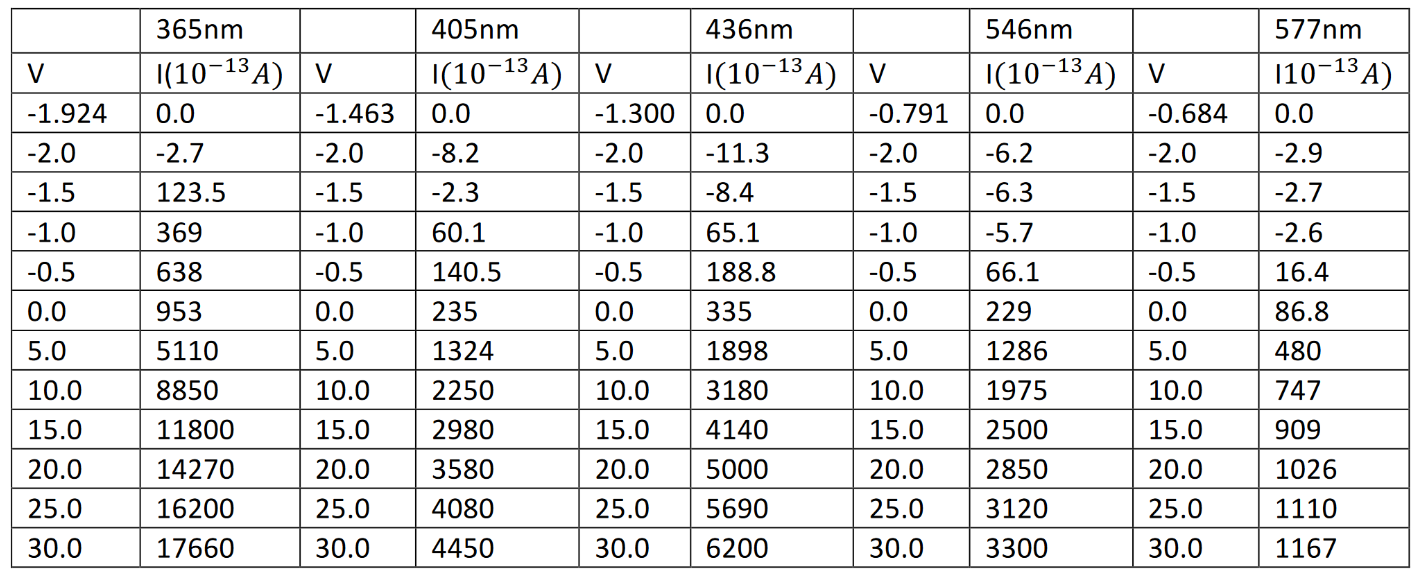 365nm 405nm 436nm 546nm 577nm
V I(10⁻¹³A) V I(10⁻¹³A) V I(10⁻¹³A) V I(10⁻¹³A) V I10⁻¹³A)
-1.924 0.0 -1.463 0.0 -1.300 0.0 -0.791 0.0 -0.684 0.0
-2.0 -2.7 -2.0 -8.2 -2.0 -11.3 -2.0 -6.2 -2.0 -2.9
-1.5 123.5 -1.5 -2.3 -1.5 -8.4 -1.5 -6.3 -1.5 -2.7
-1.0 369 -1.0 60.1 -1.0 65.1 -1.0 -5.7 -1.0 -2.6
-0.5 638 -0.5 140.5 -0.5 188.8 -0.5 66.1 -0.5 16.4
0.0 953 0.0 235 0.0 335 0.0 229 0.0 86.8
5.0 5110 5.0 1324 5.0 1898 5.0 1286 5.0 480
10.0 8850 10.0 2250 10.0 3180 10.0 1975 10.0 747
15.0 11800 15.0 2980 15.0 4140 15.0 2500 15.0 909
20.0 14270 20.0 3580 20.0 5000 20.0 2850 20.0 1026
25.0 16200 25.0 4080 25.0 5690 25.0 3120 25.0 1110
30.0 17660 30.0 4450 30.0 6200 30.0 3300 30.0 1167